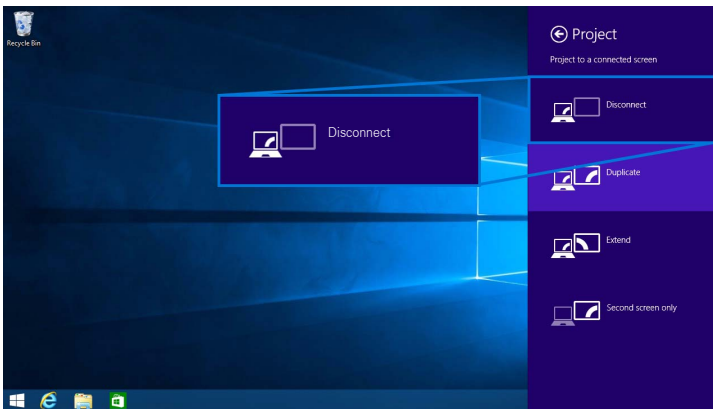 Recycle Bin
Project
Project to a connected screen
Disconnect
Disconnect
Duplicate
Extend
Second screen only